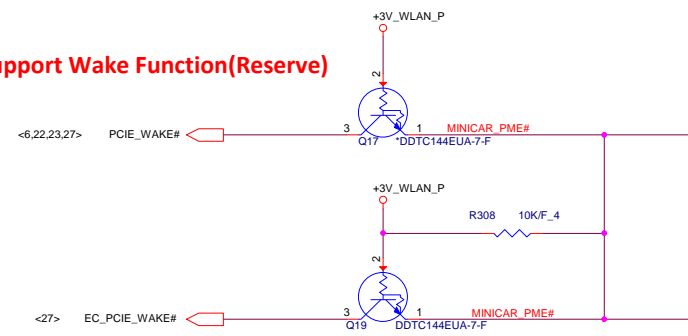 +3V_WLAN_P
upport Wake Function(Reserve)
2
<6,22,23,27> PCIE_WAKE# 3 1 MINICAR_PME#
Q17 *DDTC144EUA-7-F
+3V_WLAN_P
R308 10K/F_4
2
<27> EC_PCIE_WAKE# 3 1 MINICAR_PME#
Q19 DDTC144EUA-7-F